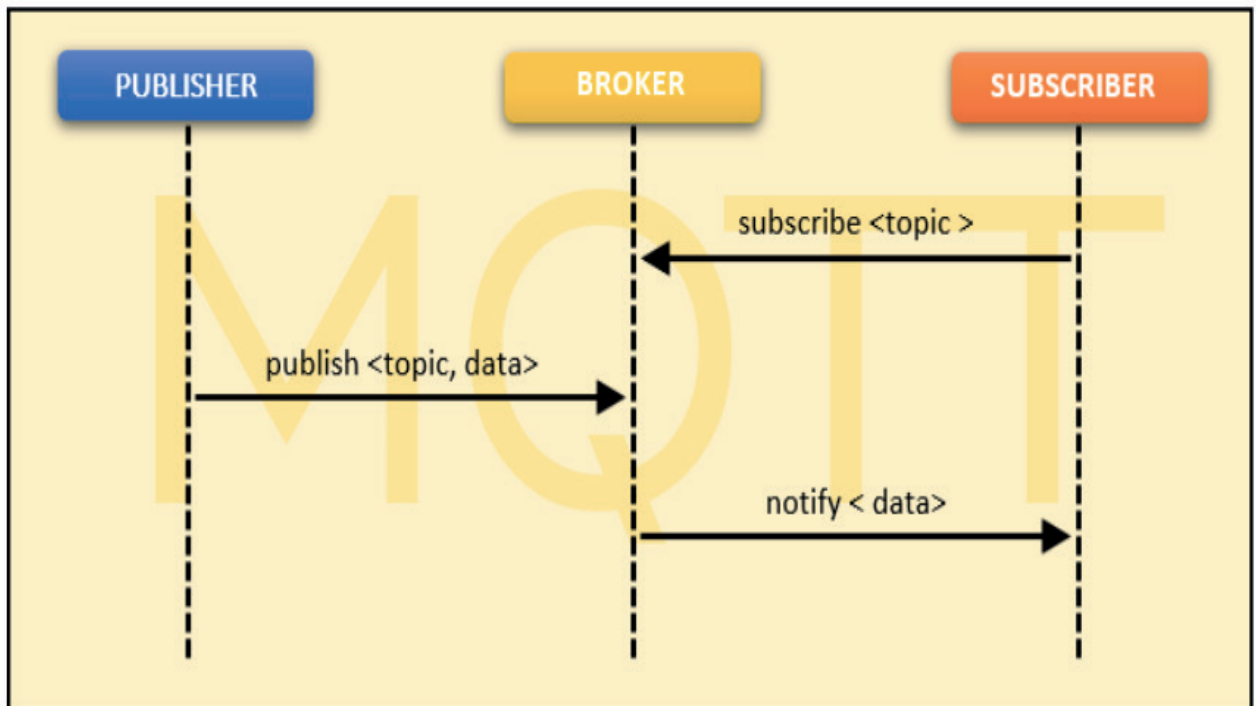 PUBLISHER
BROKER
SUBSCRIBER
MQTT
subscribe <topic >
publish <topic, data>
notify < data>